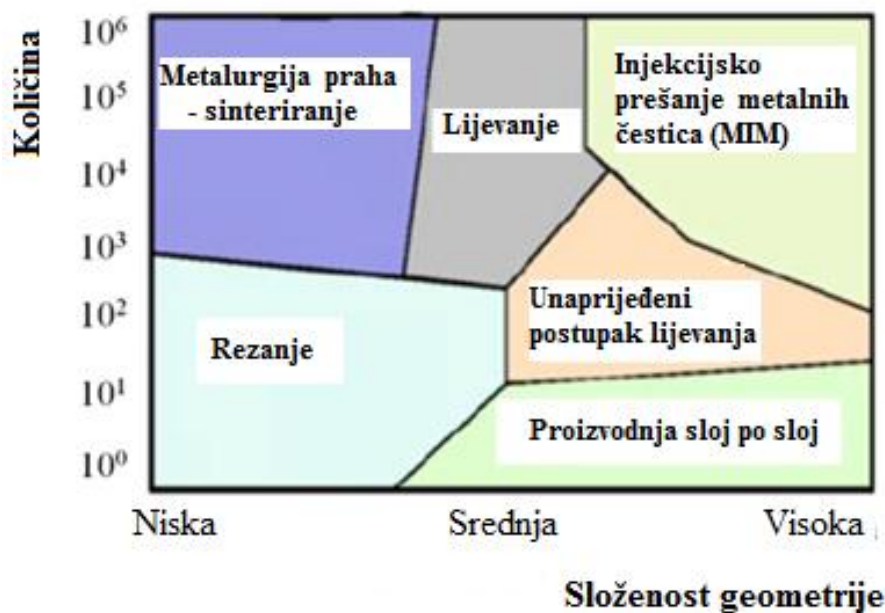 Količina
10⁶
10⁵
10⁴
10³
10²
10¹
10⁰
Metalurgija praha
- sinteriranje
Lijevanje
Injekcijsko
prešanje metalnih
čestica (MIM)
Rezanje
Unaprijeđeni
postupak lijevanja
Proizvodnja sloj po sloj
Niska
Srednja
Visoka
Složenost geometrije